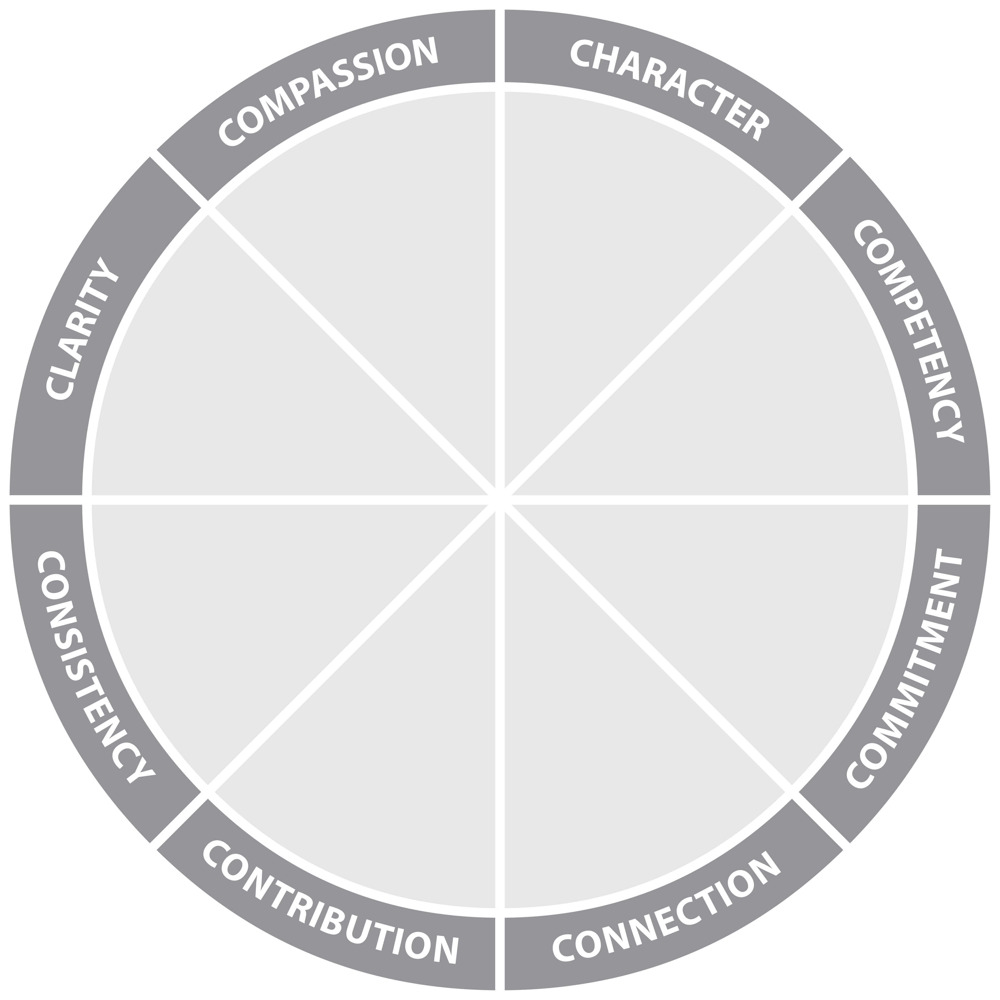 CHARACTER
COMPETENCY
COMMITMENT
CONNECTION
CONTRIBUTION
CONSISTENCY
CLARITY
COMPASSION